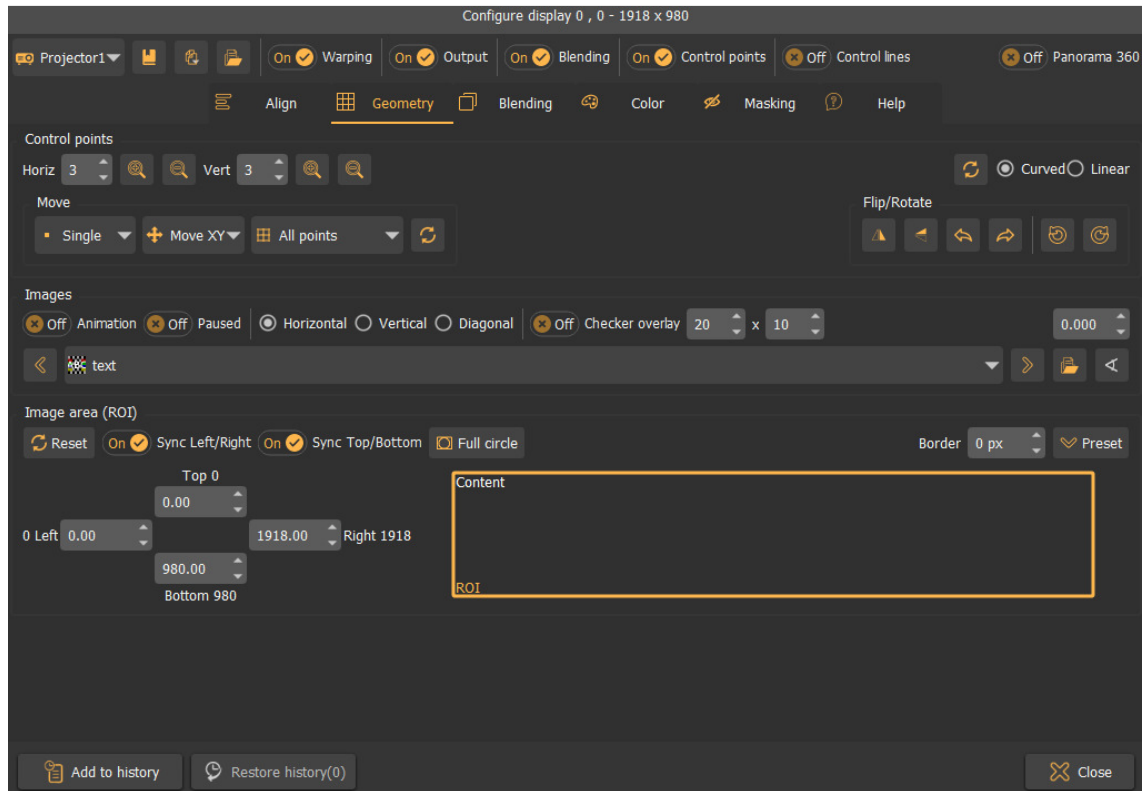 Configure display 0 , 0 - 1918 x 980
Projector1 On Warping On Output On Blending On Control points Off Control lines Off Panorama 360
Align Geometry Blending Color Masking Help
Control points
Horiz 3 Vert 3 Curved Linear
Move Flip/Rotate
Single Move XY All points
Images
Off Animation Off Paused Horizontal Vertical Diagonal Off Checker overlay 20 x 10 0.000
ABC text
Image area (ROI)
Reset On Sync Left/Right On Sync Top/Bottom Full circle Border 0 px Preset
Top 0 Content
0.00
0 Left 0.00 1918.00 Right 1918
980.00
Bottom 980 ROI
Add to history Restore history(0) Close